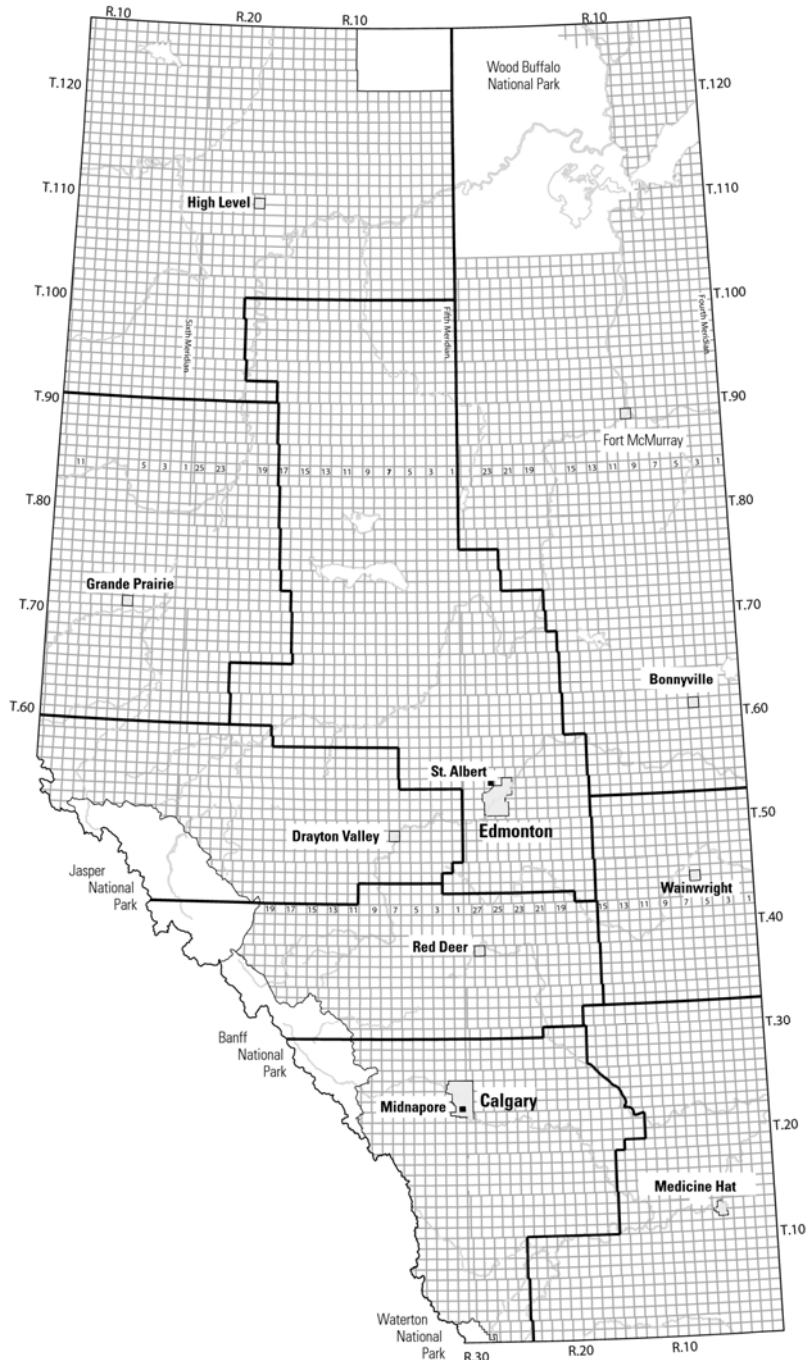 R.10
R.20
R.10
R.10
Wood Buffalo
National Park
T.120
T.120
T.110
T.110
High Level
T.100
T.100
Sixth Meridian
Fifth Meridian
Fourth Meridian
T.90
T.90
Fort McMurray
11 5 3 1 25 23 19 17 15 13 11 9 7 5 3 1 23 21 19 15 13 11 9 7 5 3 1
T.80
T.80
Grande Prairie
T.70
T.70
Bonnyville
T.60
T.60
St. Albert
Edmonton
T.50
Drayton Valley
Jasper
National
Park
Wainwright
19 17 15 13 11 9 7 5 3 1 27 25 23 21 19 15 13 11 9 7 5 3 1
T.40
Red Deer
T.30
Banff
National
Park
Calgary
Midnapore
T.20
Medicine Hat
T.10
Waterton
National
Park
R.30
R.20
R.10